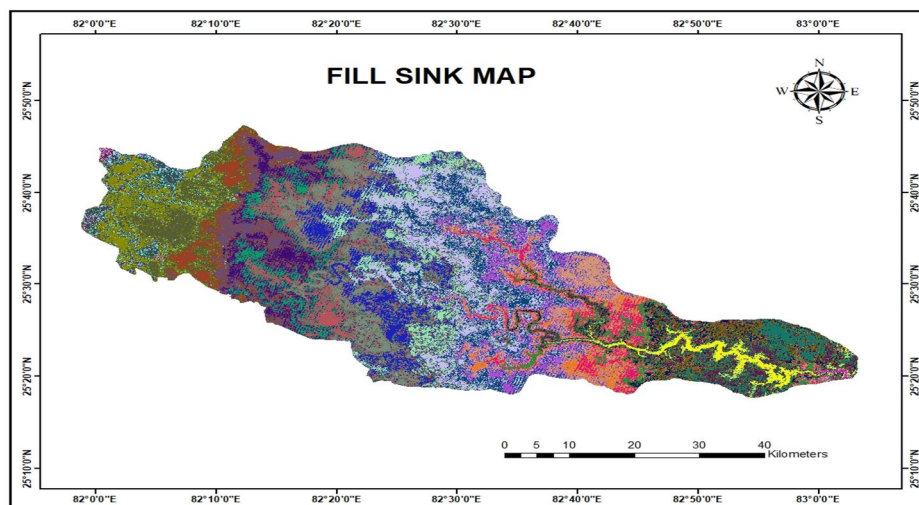 82°0'0"E 82°10'0"E 82°20'0"E 82°30'0"E 82°40'0"E 82°50'0"E 83°0'0"E
FILL SINK MAP
N
W E
S
25°50'0"N 25°50'0"N
25°40'0"N 25°40'0"N
25°30'0"N 25°30'0"N
25°20'0"N 25°20'0"N
0 5 10 20 30 40
Kilometers
25°10'0"N 25°10'0"N
82°0'0"E 82°10'0"E 82°20'0"E 82°30'0"E 82°40'0"E 82°50'0"E 83°0'0"E